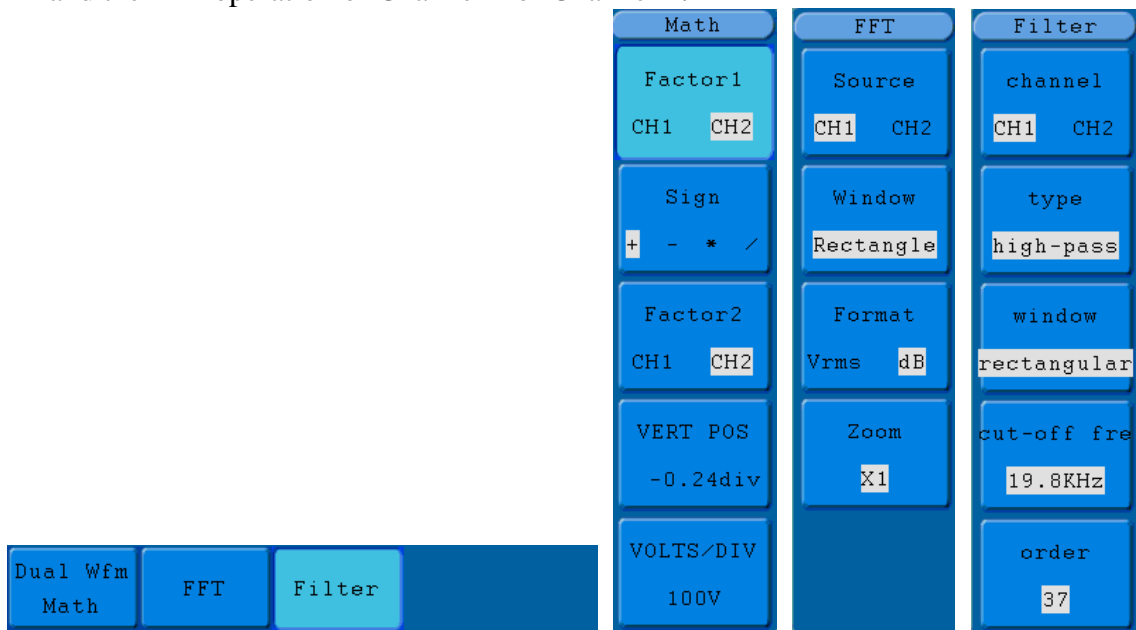 Math
Factor1
CH1 CH2
Sign
+ - * /
Factor2
CH1 CH2
VERT POS
-0.24div
VOLTS/DIV
100V
FFT
Source
CH1 CH2
Window
Rectangle
Format
Vrms dB
Zoom
X1
Filter
channel
CH1 CH2
type
high-pass
window
rectangular
cut-off fre
19.8KHz
order
37
Dual Wfm
Math
FFT
Filter